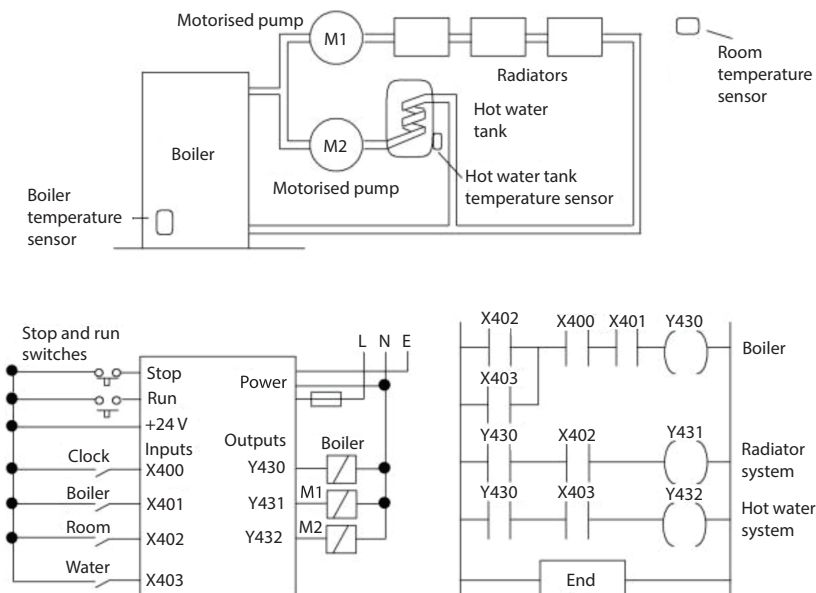 Motorised pump
M1
Radiators
Room
temperature
sensor
Boiler
M2
Hot water
tank
Motorised pump
Hot water tank
temperature sensor
Boiler
temperature
sensor
Stop and run
switches
Stop
Run
+24 V
Inputs
Clock
X400
Boiler
X401
Room
X402
Water
X403
L N E
Power
Outputs
Boiler
Y430
M1
Y431
M2
Y432
X402 X400 X401 Y430
Boiler
X403
Y430 X402 Y431
Radiator
system
Y430 X403 Y432
Hot water
system
End